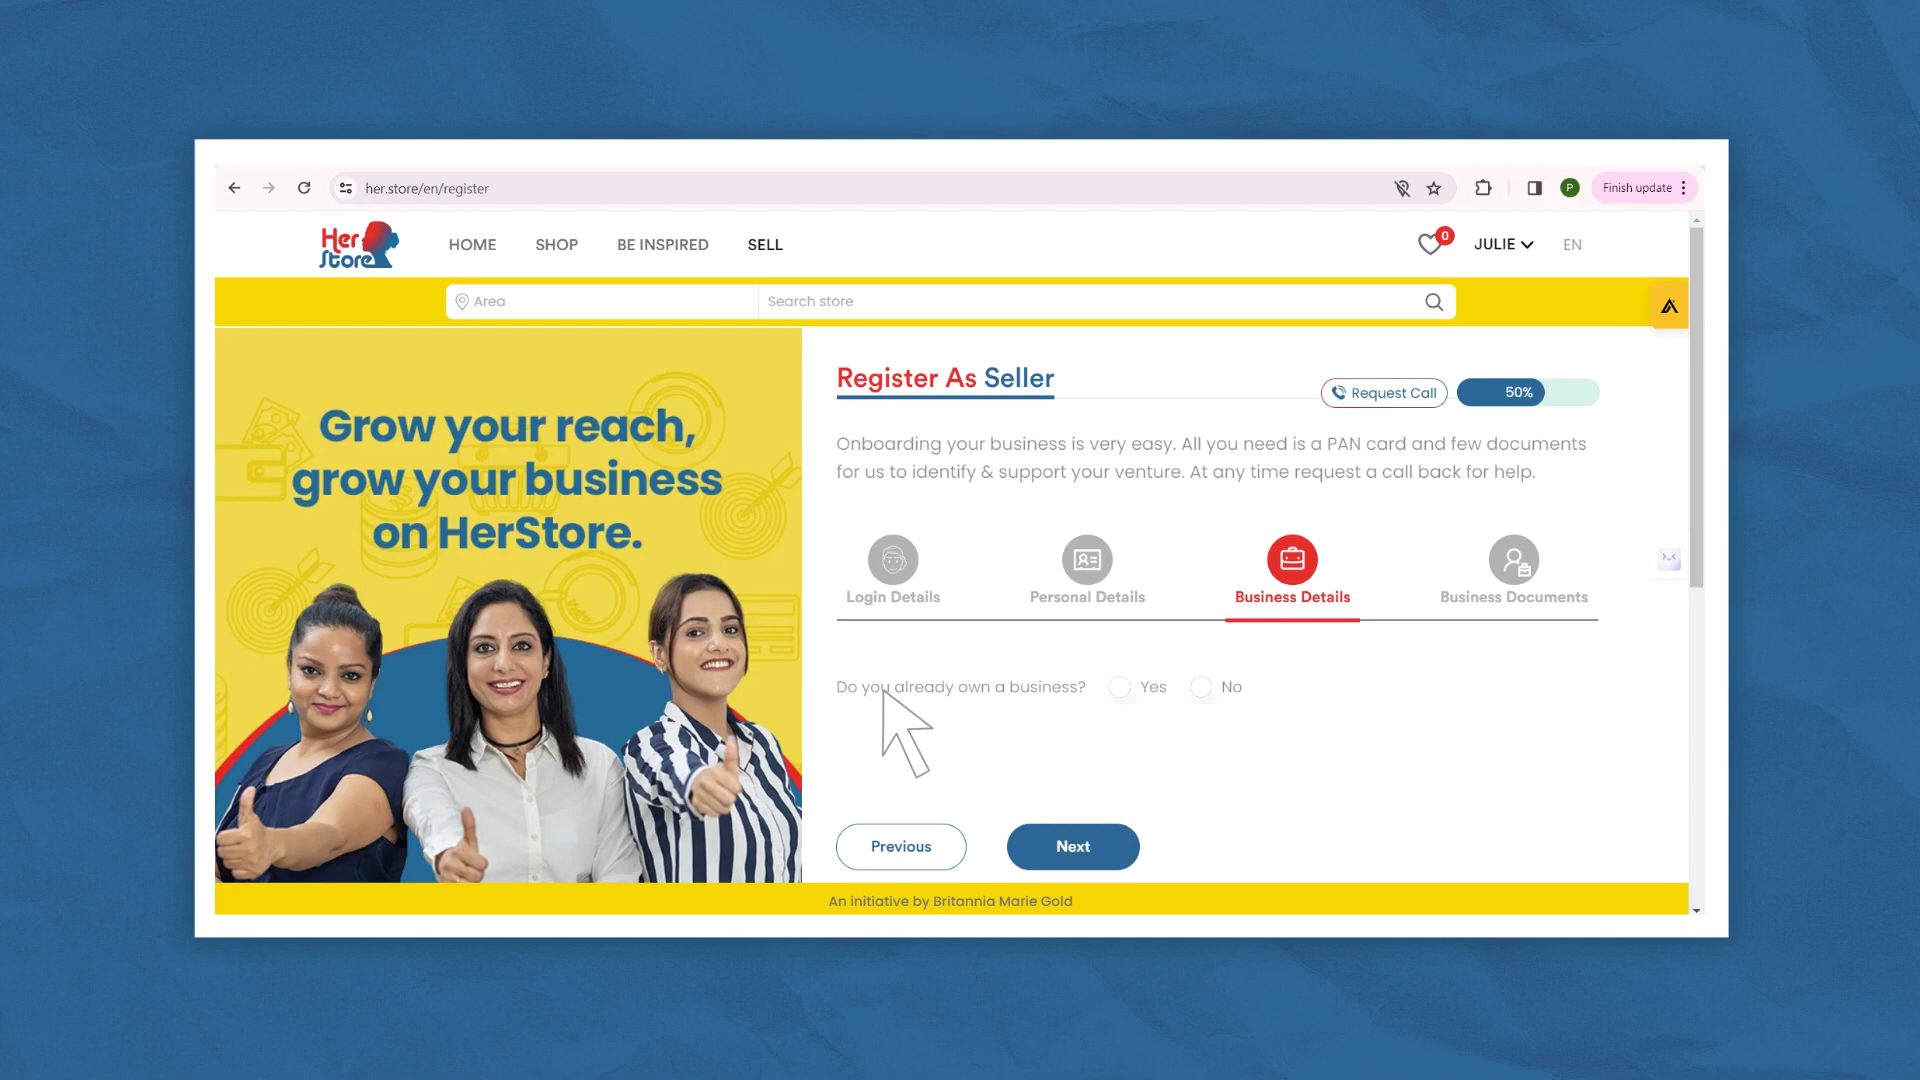 her.store/en/register
P
Finish update
Her
Store
HOME
SHOP
BE INSPIRED
SELL
0
JULIE
EN
Area
Search store
Grow your reach,
grow your business
on HerStore.
Register As Seller
Request Call
50%
Onboarding your business is very easy. All you need is a PAN card and few documents
for us to identify & support your venture. At any time request a call back for help.
Login Details
Personal Details
Business Details
Business Documents
Do you already own a business?
Yes
No
Previous
Next
An initiative by Britannia Marie Gold